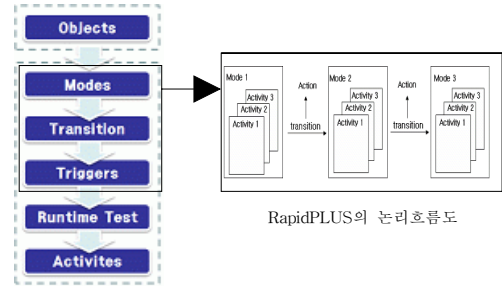 Objects
Modes
Transition
Triggers
Runtime Test
Activites
Mode 1
Activity 3
Activity 2
Activity 1
Action
transition
Mode 2
Activity 3
Activity 2
Activity 1
Action
transition
Mode 3
Activity 3
Activity 2
Activity 1
RapidPLUS의 논리흐름도